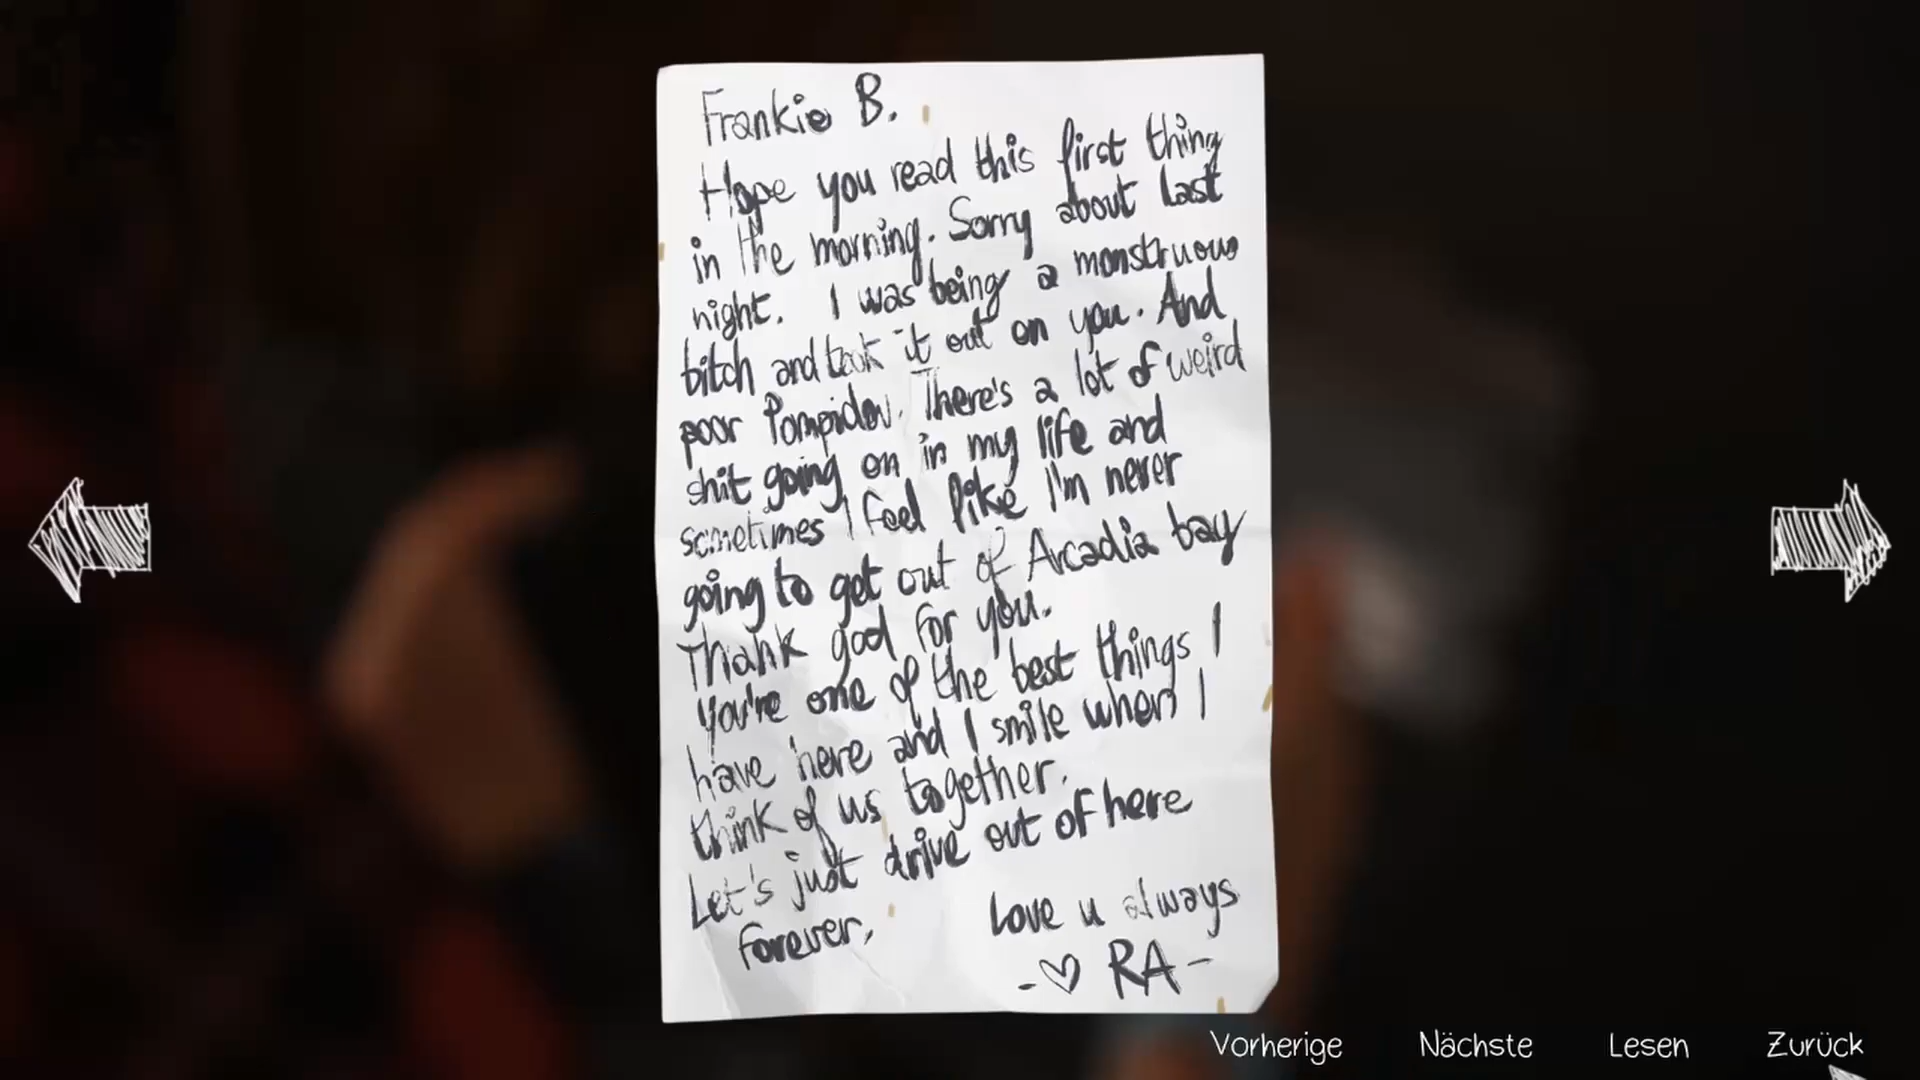 Frankie B.
Hope you read this first thing
in the morning. Sorry about last
night. I was being a monstruous
bitch and took it out on you. And
poor Pompidou. There's a lot of weird
shit going on in my life and
sometimes I feel like I'm never
going to get out of Arcadia bay
Thank god for you.
You're one of the best things I
have here and I smile when I
think of us together.
Let's just drive out of here
forever,
Love u always
-♡ RA-
Vorherige Nächste Lesen Zurück